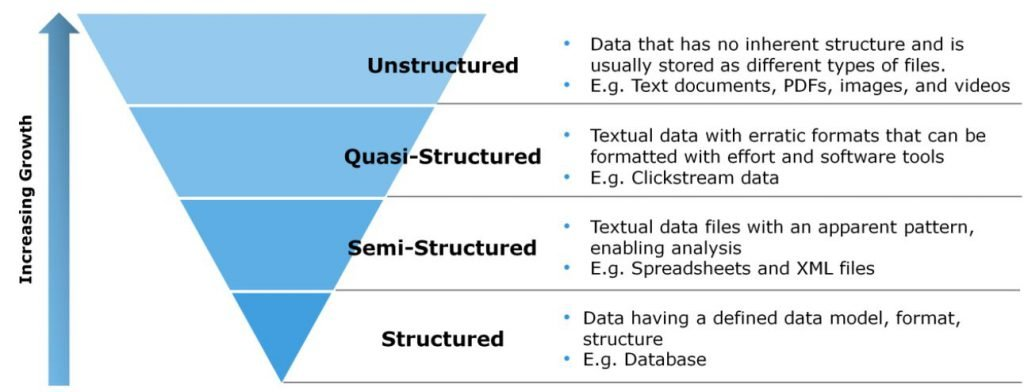 Increasing Growth
Unstructured
• Data that has no inherent structure and is
usually stored as different types of files.
• E.g. Text documents, PDFs, images, and videos
Quasi-Structured
• Textual data with erratic formats that can be
formatted with effort and software tools
• E.g. Clickstream data
Semi-Structured
• Textual data files with an apparent pattern,
enabling analysis
• E.g. Spreadsheets and XML files
Structured
• Data having a defined data model, format,
structure
• E.g. Database